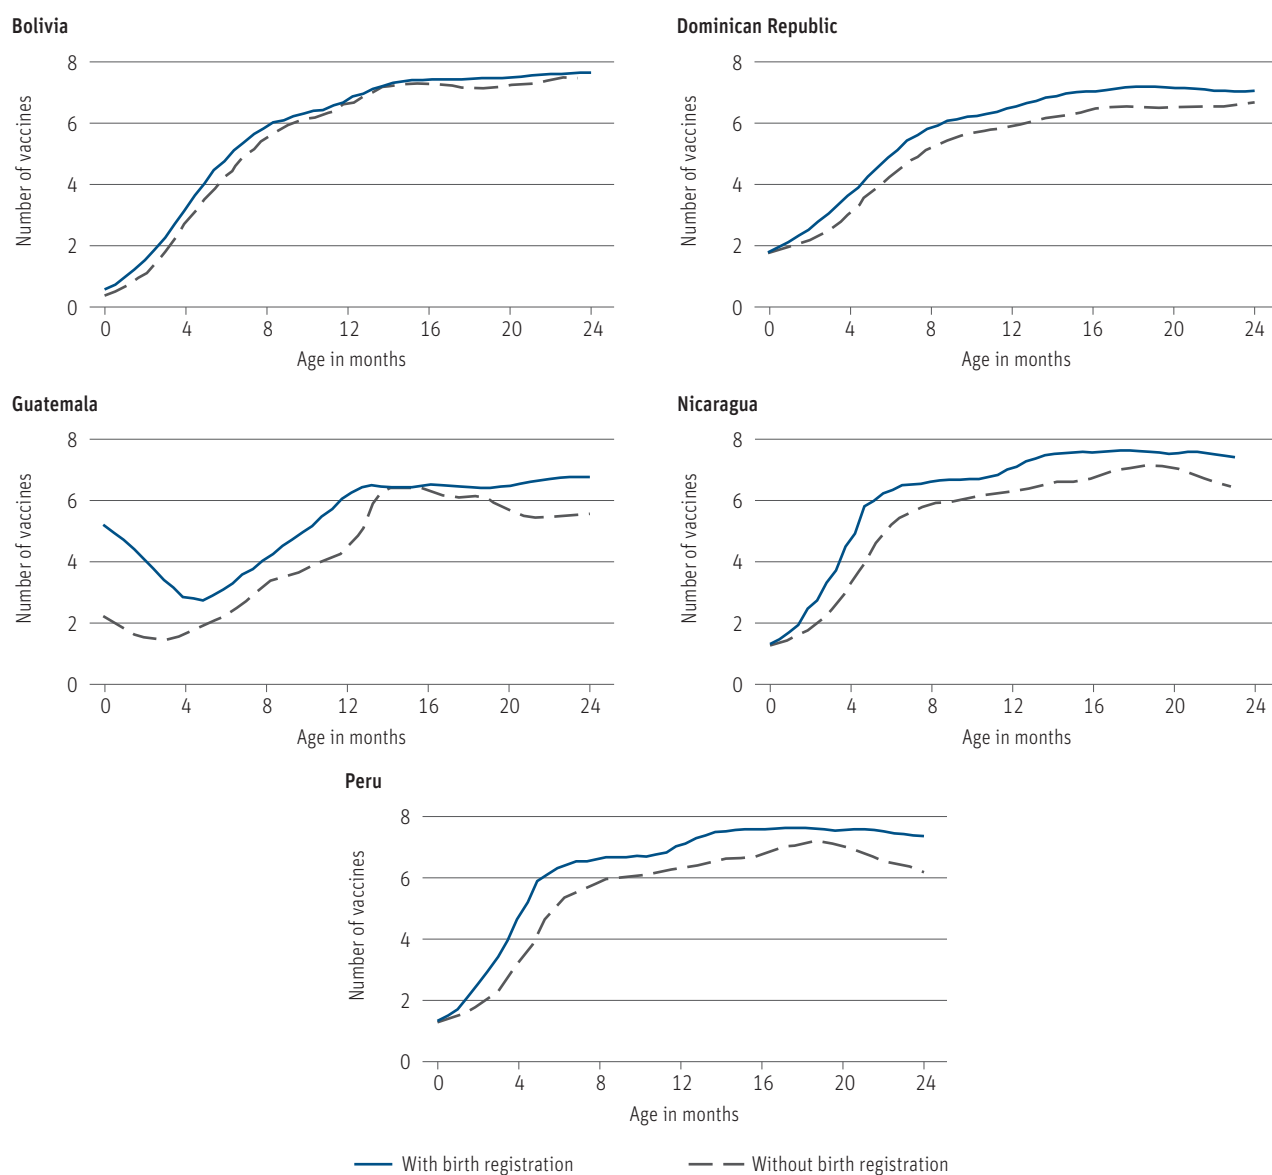 Bolivia
Number of vaccines
8
6
4
2
0
0 4 8 12 16 20 24
Age in months
Dominican Republic
Number of vaccines
8
6
4
2
0
0 4 8 12 16 20 24
Age in months
Guatemala
Number of vaccines
8
6
4
2
0
0 4 8 12 16 20 24
Age in months
Nicaragua
Number of vaccines
8
6
4
2
0
0 4 8 12 16 20 24
Age in months
Peru
Number of vaccines
8
6
4
2
0
0 4 8 12 16 20 24
Age in months
With birth registration
Without birth registration